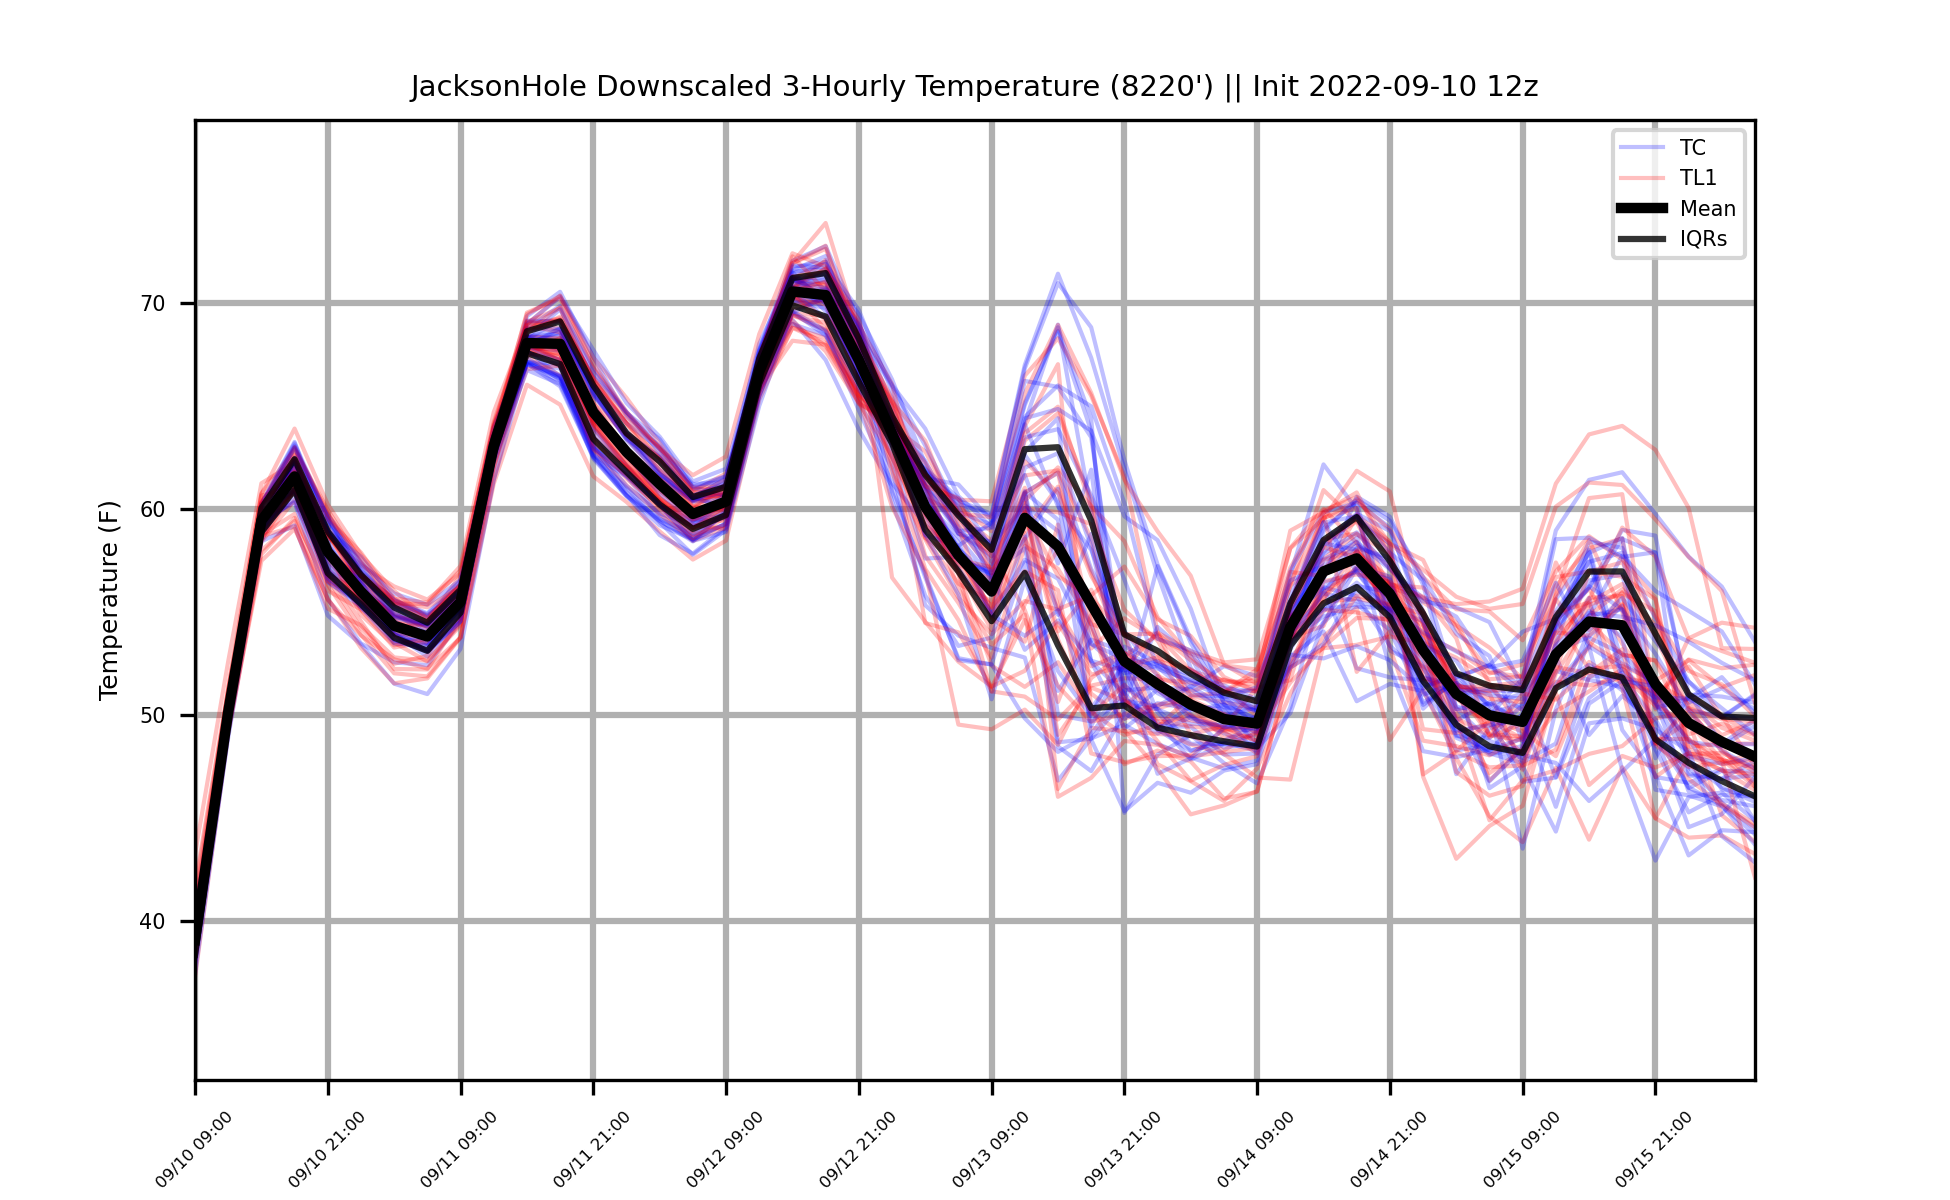 JacksonHole Downscaled 3-Hourly Temperature (8220') || Init 2022-09-10 12z
TC
TL1
Mean
IQRs
Temperature (F)
70
60
50
40
09/10 09:00
09/10 21:00
09/11 09:00
09/11 21:00
09/12 09:00
09/12 21:00
09/13 09:00
09/13 21:00
09/14 09:00
09/14 21:00
09/15 09:00
09/15 21:00